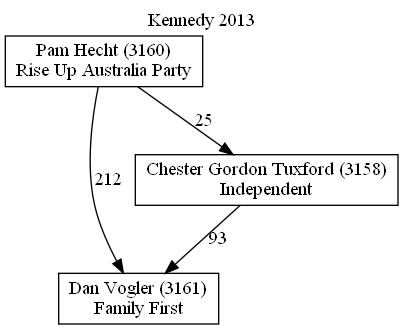 Kennedy 2013
Pam Hecht (3160)
Rise Up Australia Party
25
Chester Gordon Tuxford (3158)
Independent
212
93
Dan Vogler (3161)
Family First